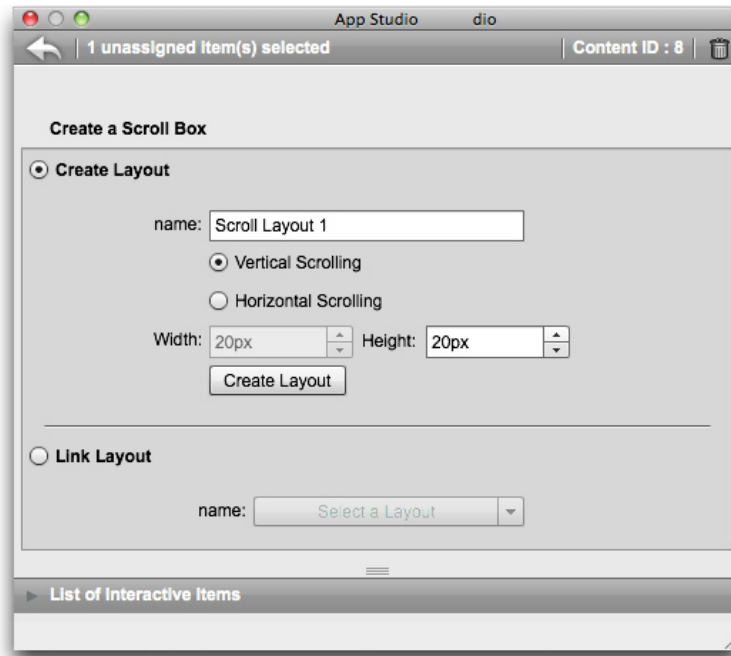 App Studio dio
1 unassigned item(s) selected Content ID : 8
Create a Scroll Box
Create Layout
name: Scroll Layout 1
Vertical Scrolling
Horizontal Scrolling
Width: 20px Height: 20px
Create Layout
Link Layout
name: Select a Layout
List of Interactive Items